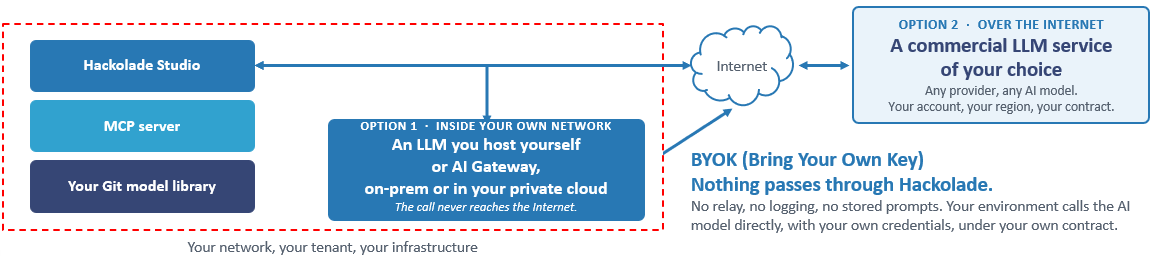 Hackolade Studio
MCP server
Your Git model library
OPTION 1 · INSIDE YOUR OWN NETWORK
An LLM you host yourself
or AI Gateway,
on-prem or in your private cloud
The call never reaches the Internet.
Your network, your tenant, your infrastructure
Internet
OPTION 2 · OVER THE INTERNET
A commercial LLM service
of your choice
Any provider, any AI model.
Your account, your region, your contract.
BYOK (Bring Your Own Key)
Nothing passes through Hackolade.
No relay, no logging, no stored prompts. Your environment calls the AI
model directly, with your own credentials, under your own contract.